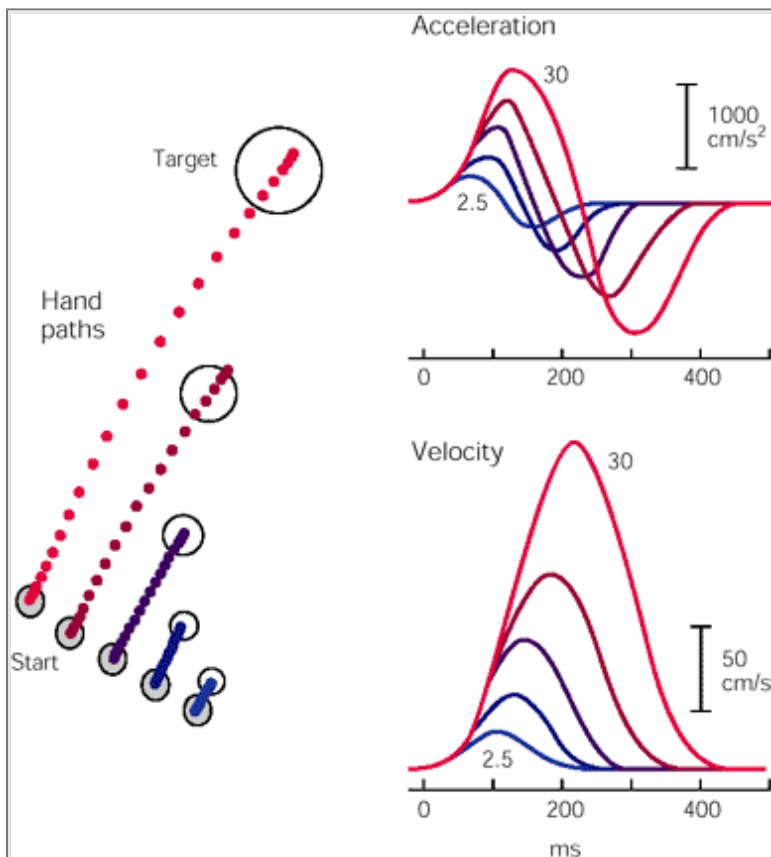 Acceleration
30
1000
cm/s²
2.5
Target
Hand
paths
0 200 400
Velocity
30
50
cm/s
2.5
Start
0 200 400
ms